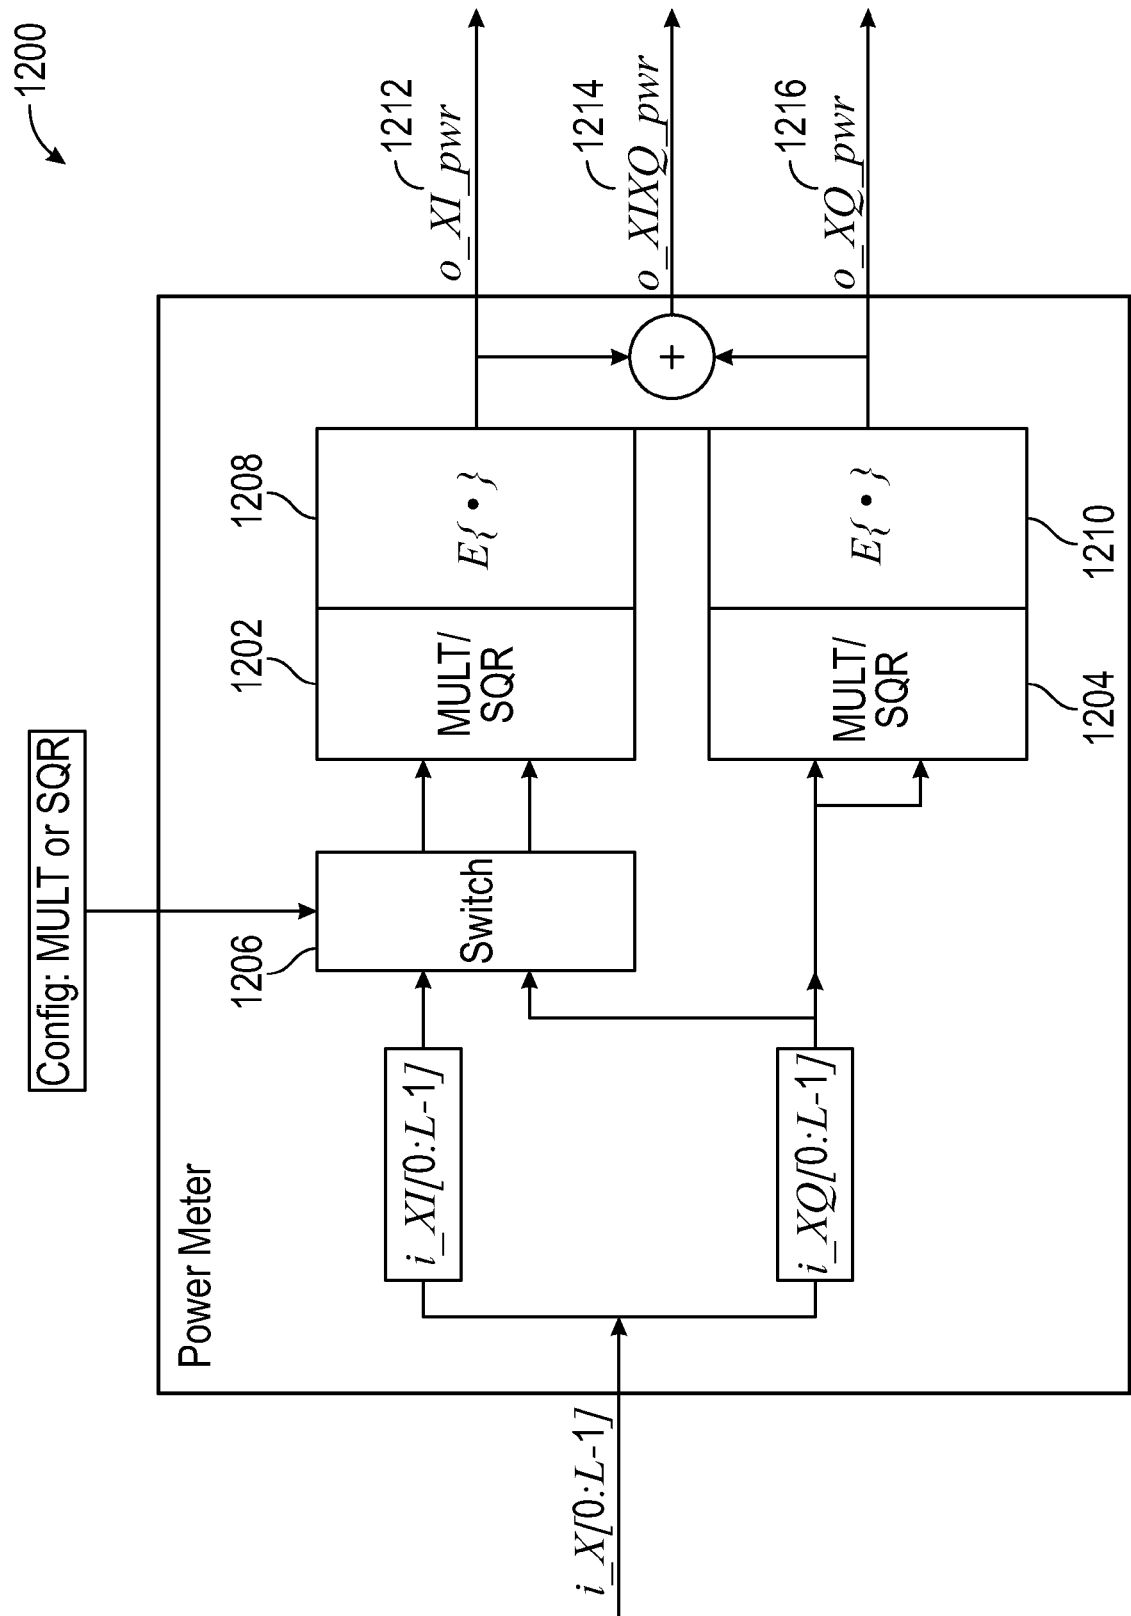 1200
Config: MULT or SQR
Power Meter
i_X[0:L-1]
i_XI[0:L-1]
i_XQ[0:L-1]
1206
Switch
1202
MULT/
SQR
1208
E{•}
MULT/
SQR
1204
E{•}
1210
+
1212
o_XI_pwr
1214
o_XIXQ_pwr
1216
o_XQ_pwr